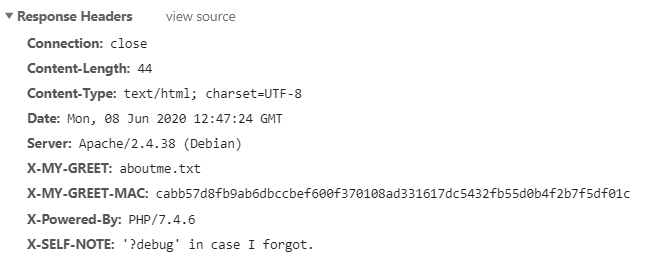 Response Headers view source
Connection: close
Content-Length: 44
Content-Type: text/html; charset=UTF-8
Date: Mon, 08 Jun 2020 12:47:24 GMT
Server: Apache/2.4.38 (Debian)
X-MY-GREET: aboutme.txt
X-MY-GREET-MAC: cabb57d8fb9ab6dbccbef600f370108ad331617dc5432fb55d0b4f2b7f5df01c
X-Powered-By: PHP/7.4.6
X-SELF-NOTE: '?debug' in case I forgot.